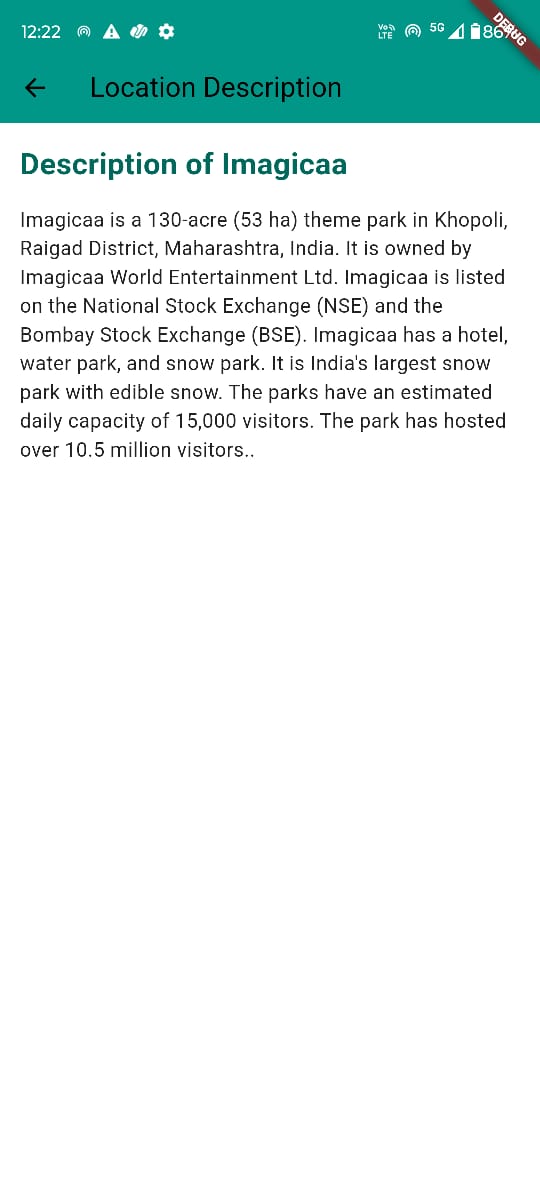 12:22
Vo))
LTE
5G
DEBUG
Location Description
Description of Imagicaa
Imagicaa is a 130-acre (53 ha) theme park in Khopoli,
Raigad District, Maharashtra, India. It is owned by
Imagicaa World Entertainment Ltd. Imagicaa is listed
on the National Stock Exchange (NSE) and the
Bombay Stock Exchange (BSE). Imagicaa has a hotel,
water park, and snow park. It is India's largest snow
park with edible snow. The parks have an estimated
daily capacity of 15,000 visitors. The park has hosted
over 10.5 million visitors..